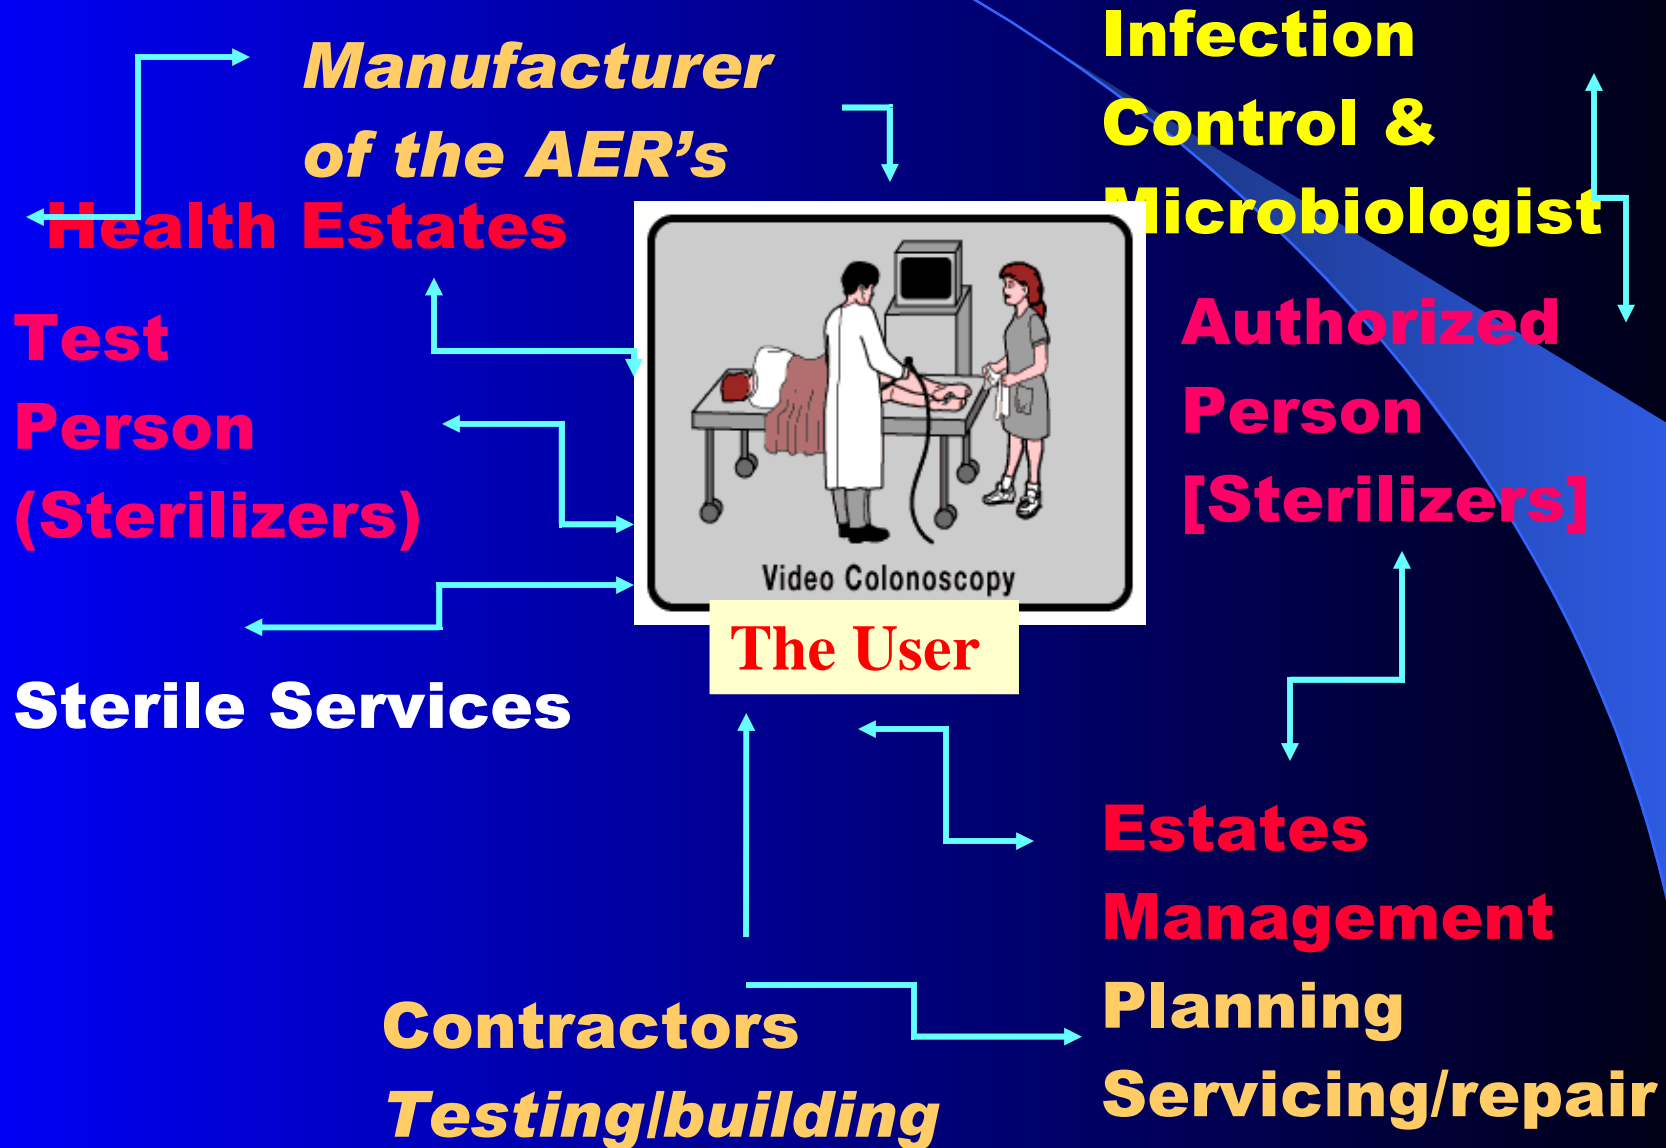 Manufacturer
of the AER’s
Health Estates
Test
Person
(Sterilizers)
Sterile Services
Infection
Control &
Microbiologist
Authorized
Person
[Sterilizers]
Video Colonoscopy
The User
Estates
Management
Planning
Servicing/repair
Contractors
Testing/building